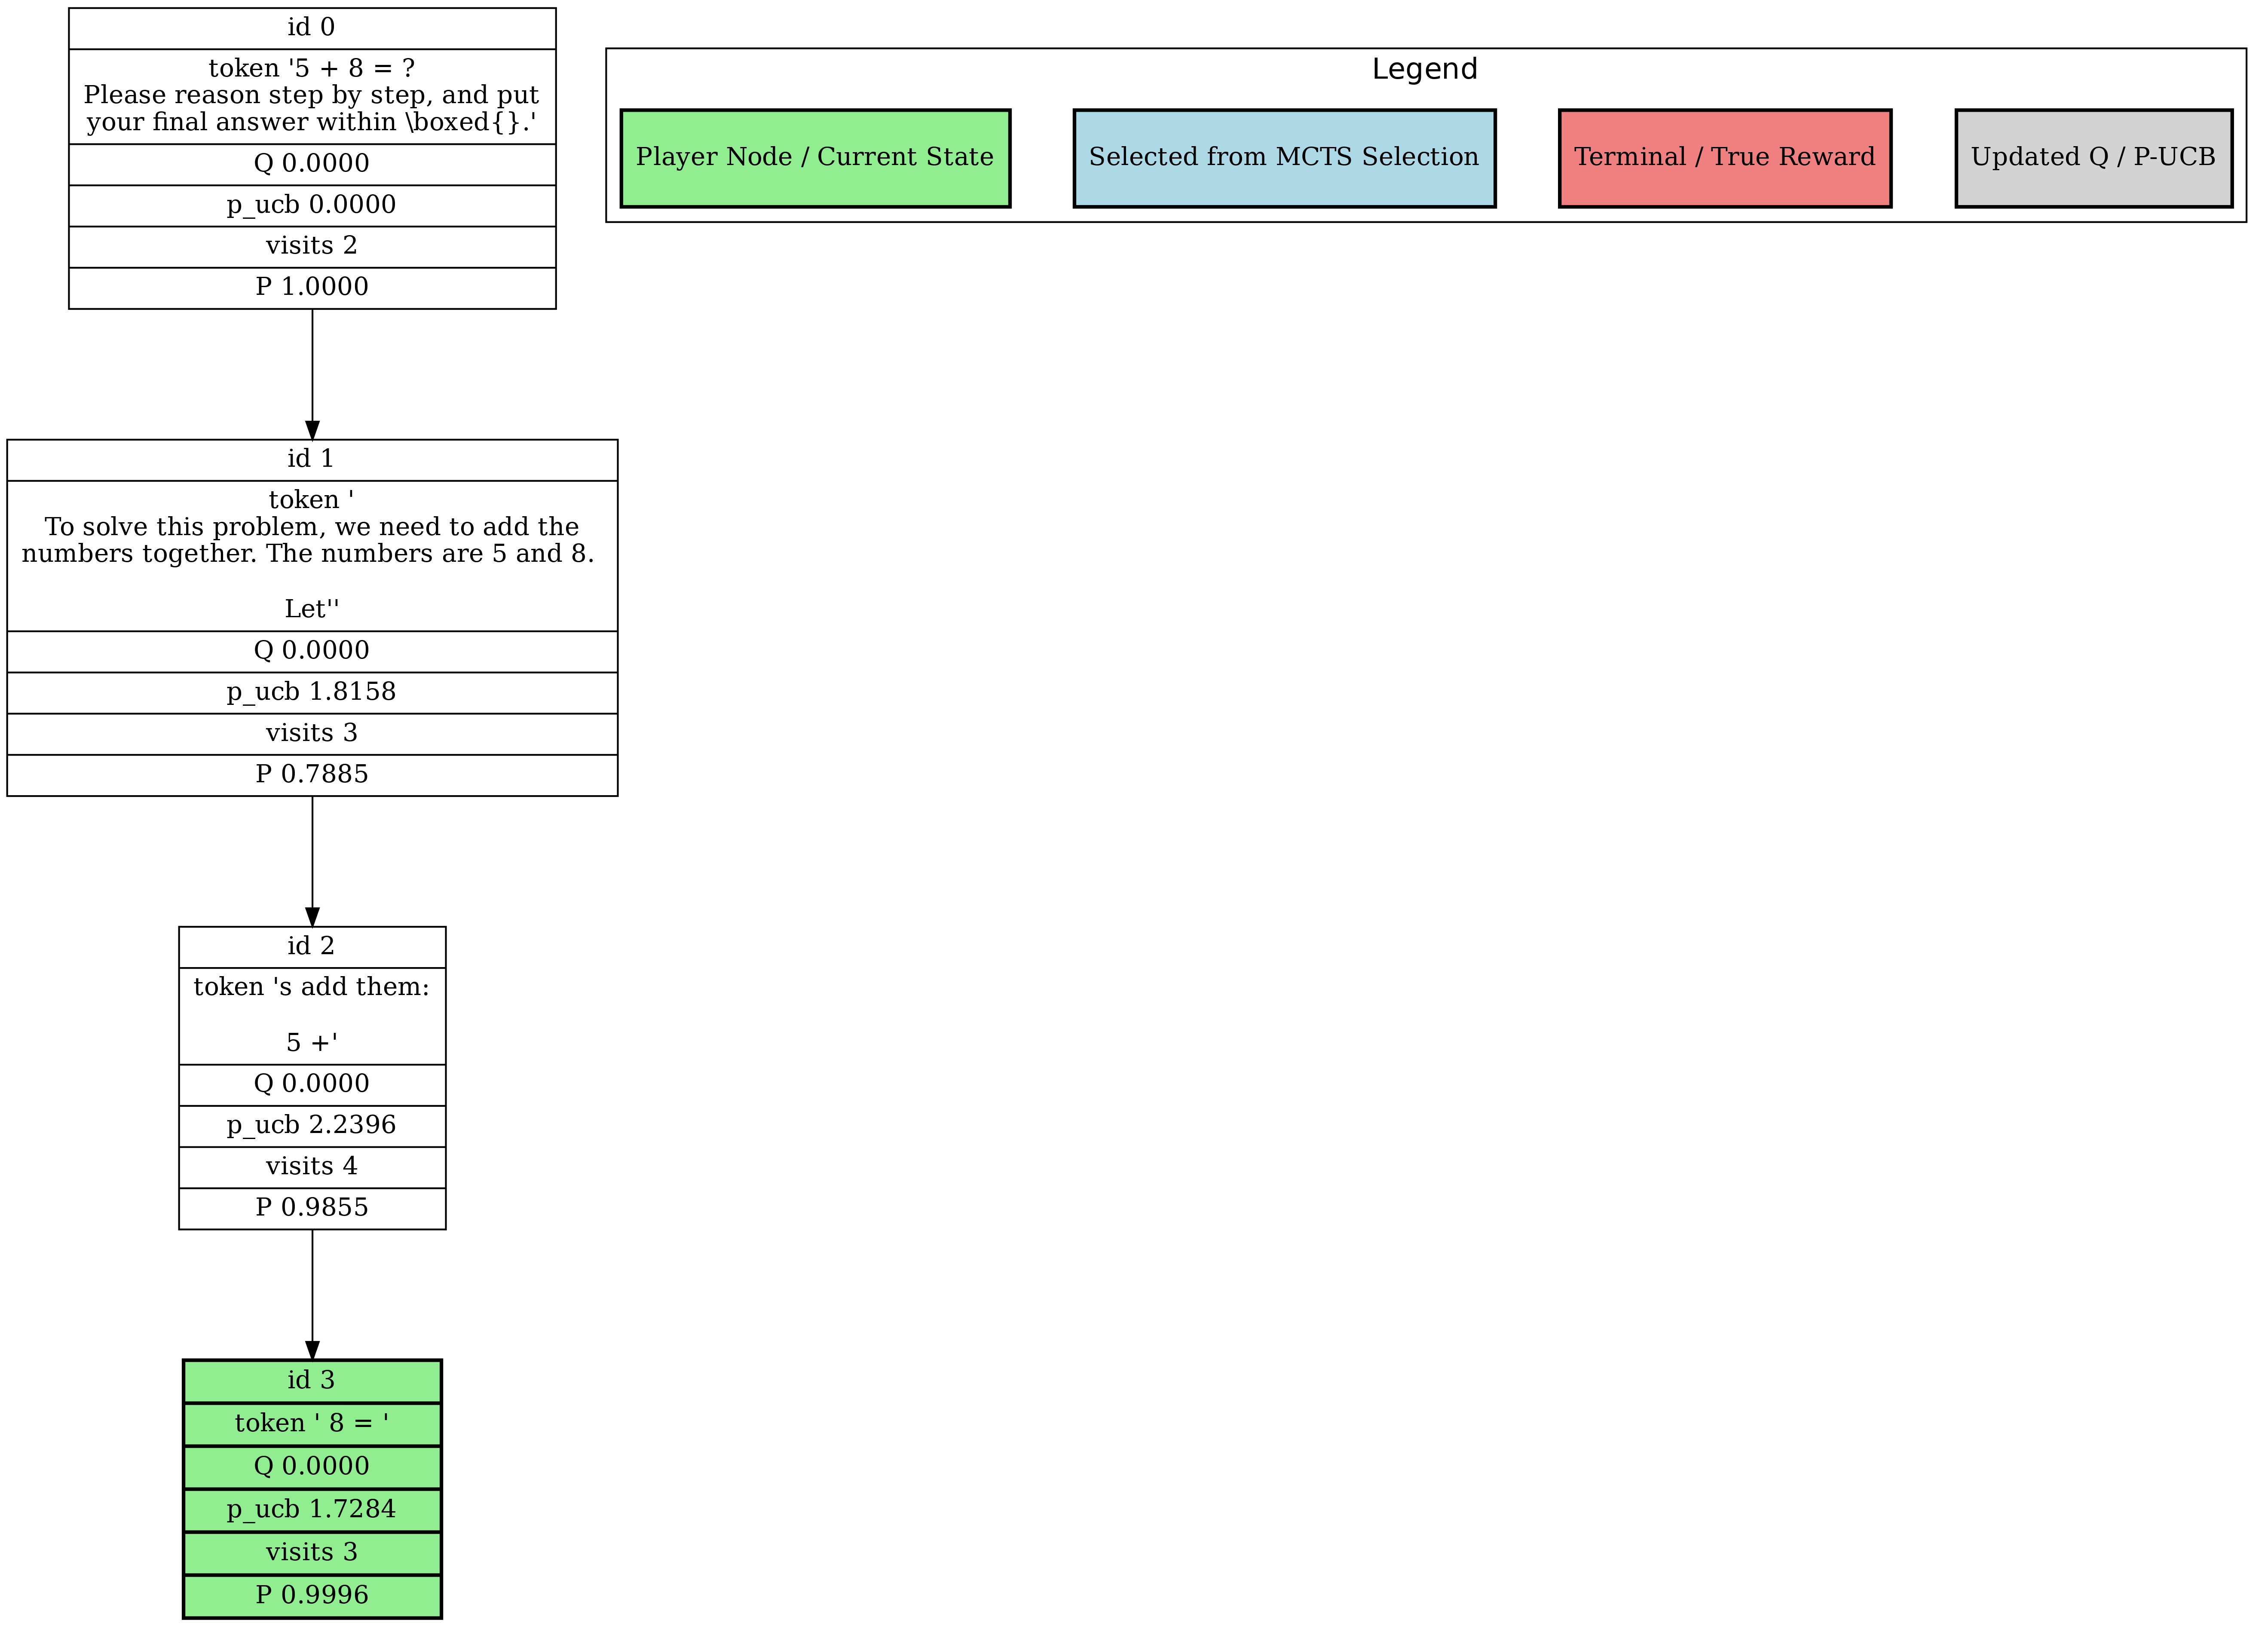 id 0
token '5 + 8 = ?
Please reason step by step, and put
your final answer within \boxed{}.'
Q 0.0000
p_ucb 0.0000
visits 2
P 1.0000
Legend
Player Node / Current State
Selected from MCTS Selection
Terminal / True Reward
Updated Q / P-UCB
id 1
token '
To solve this problem, we need to add the
numbers together. The numbers are 5 and 8.
Let''
Q 0.0000
p_ucb 1.8158
visits 3
P 0.7885
id 2
token 's add them:
5 +'
Q 0.0000
p_ucb 2.2396
visits 4
P 0.9855
id 3
token ' 8 = '
Q 0.0000
p_ucb 1.7284
visits 3
P 0.9996